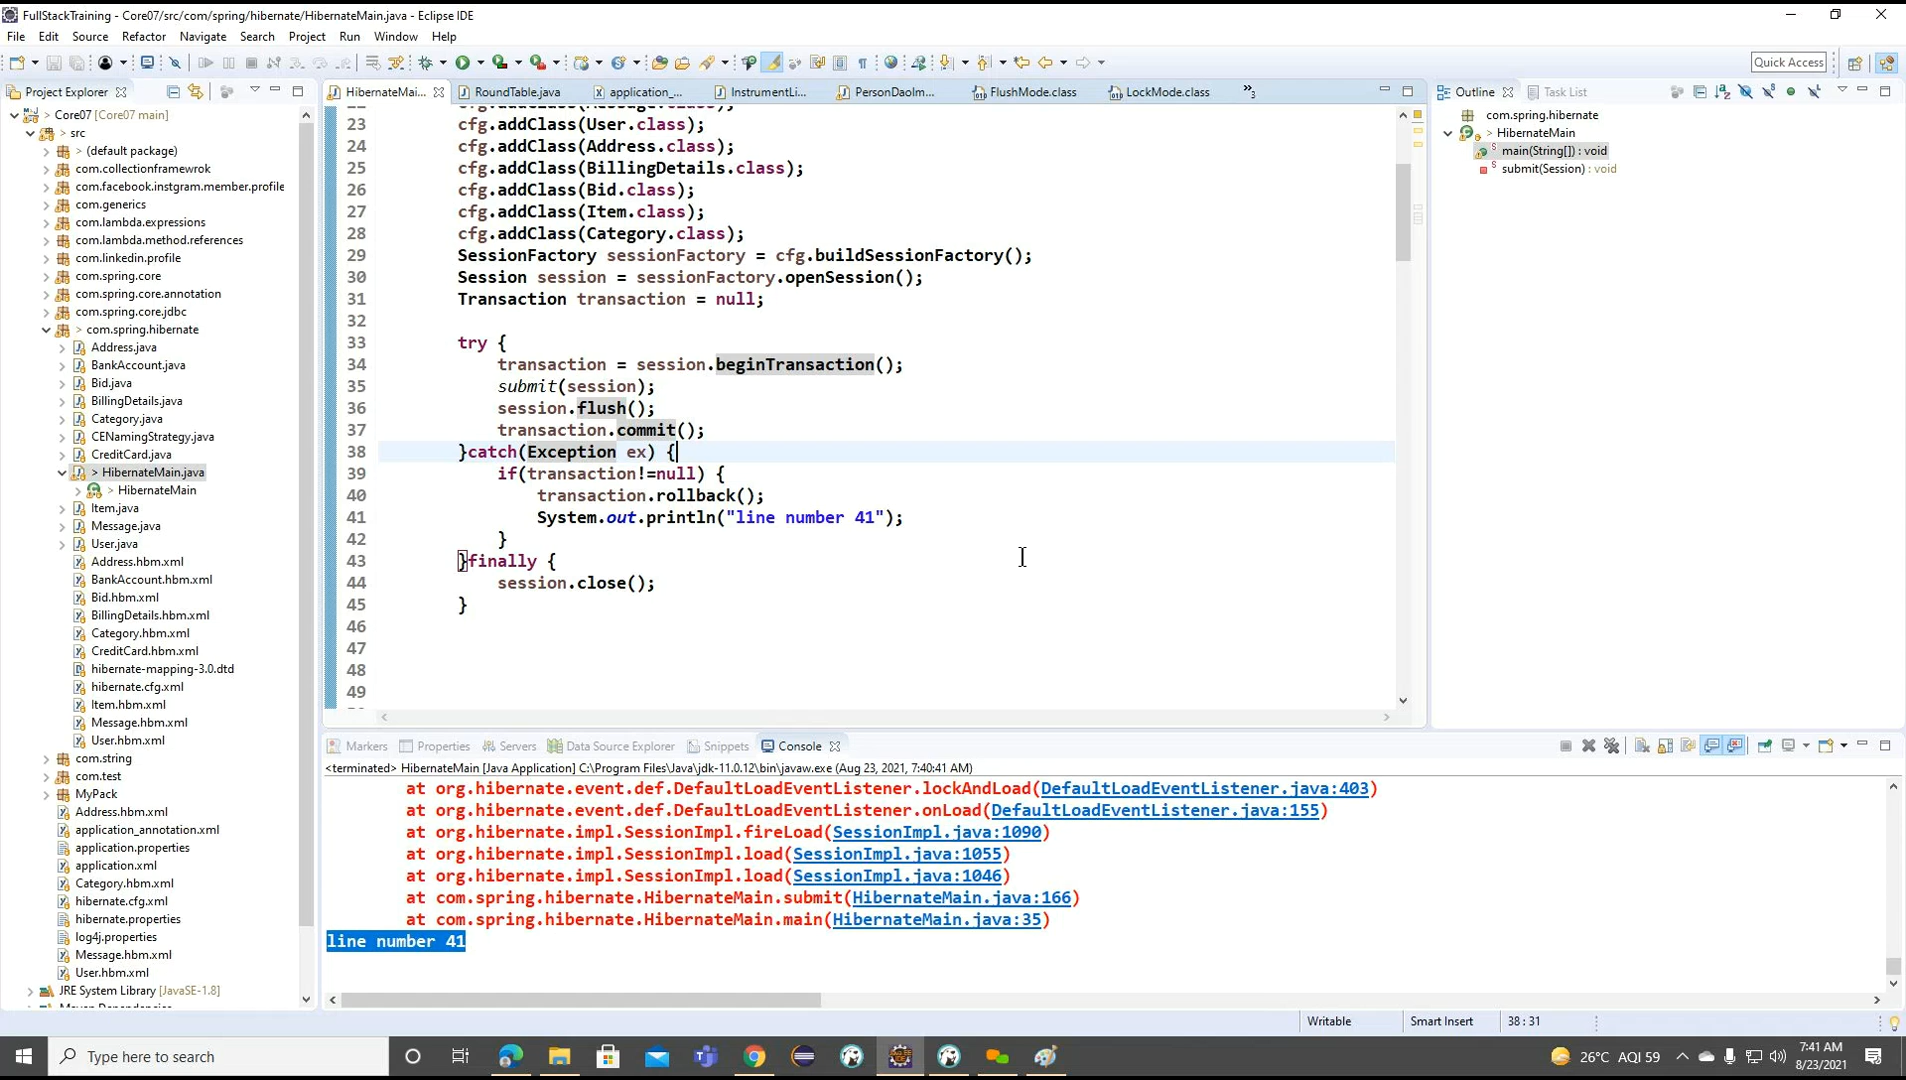 FullStackTraining - Core07/src/com/spring/hibernate/HibernateMain.java - Eclipse IDE
File Edit Source Refactor Navigate Search Project Run Window Help
Quick Access
Project Explorer
HibernateMai... RoundTable.java application_... InstrumentLi... PersonDaoIm... FlushMode.class LockMode.class »3
Outline Task List
> Core07 [Core07 main]
> src
> (default package)
com.collectionframewrok
com.facebook.instgram.member.profile
com.generics
com.lambda.expressions
com.lambda.method.references
com.linkedin.profile
com.spring.core
com.spring.core.annotation
com.spring.core.jdbc
> com.spring.hibernate
Address.java
BankAccount.java
Bid.java
BillingDetails.java
Category.java
CENamingStrategy.java
CreditCard.java
> HibernateMain.java
> HibernateMain
Item.java
Message.java
User.java
Address.hbm.xml
BankAccount.hbm.xml
Bid.hbm.xml
BillingDetails.hbm.xml
Category.hbm.xml
CreditCard.hbm.xml
hibernate-mapping-3.0.dtd
hibernate.cfg.xml
Item.hbm.xml
Message.hbm.xml
User.hbm.xml
com.string
com.test
MyPack
Address.hbm.xml
application_annotation.xml
application.properties
application.xml
Category.hbm.xml
hibernate.cfg.xml
hibernate.properties
log4j.properties
Message.hbm.xml
User.hbm.xml
JRE System Library [JavaSE-1.8]
23 cfg.addClass(User.class);
24 cfg.addClass(Address.class);
25 cfg.addClass(BillingDetails.class);
26 cfg.addClass(Bid.class);
27 cfg.addClass(Item.class);
28 cfg.addClass(Category.class);
29 SessionFactory sessionFactory = cfg.buildSessionFactory();
30 Session session = sessionFactory.openSession();
31 Transaction transaction = null;
32
33 try {
34 transaction = session.beginTransaction();
35 submit(session);
36 session.flush();
37 transaction.commit();
38 }catch(Exception ex) {
39 if(transaction!=null) {
40 transaction.rollback();
41 System.out.println("line number 41");
42 }
43 }finally {
44 session.close();
45 }
46
47
48
49
com.spring.hibernate
> HibernateMain
main(String[]) : void
submit(Session) : void
Markers Properties Servers Data Source Explorer Snippets Console
<terminated> HibernateMain [Java Application] C:\Program Files\Java\jdk-11.0.12\bin\javaw.exe (Aug 23, 2021, 7:40:41 AM)
at org.hibernate.event.def.DefaultLoadEventListener.lockAndLoad(DefaultLoadEventListener.java:403)
at org.hibernate.event.def.DefaultLoadEventListener.onLoad(DefaultLoadEventListener.java:155)
at org.hibernate.impl.SessionImpl.fireLoad(SessionImpl.java:1090)
at org.hibernate.impl.SessionImpl.load(SessionImpl.java:1055)
at org.hibernate.impl.SessionImpl.load(SessionImpl.java:1046)
at com.spring.hibernate.HibernateMain.submit(HibernateMain.java:166)
at com.spring.hibernate.HibernateMain.main(HibernateMain.java:35)
line number 41
Writable Smart Insert 38 : 31
Type here to search
26°C AQI 59
7:41 AM
8/23/2021